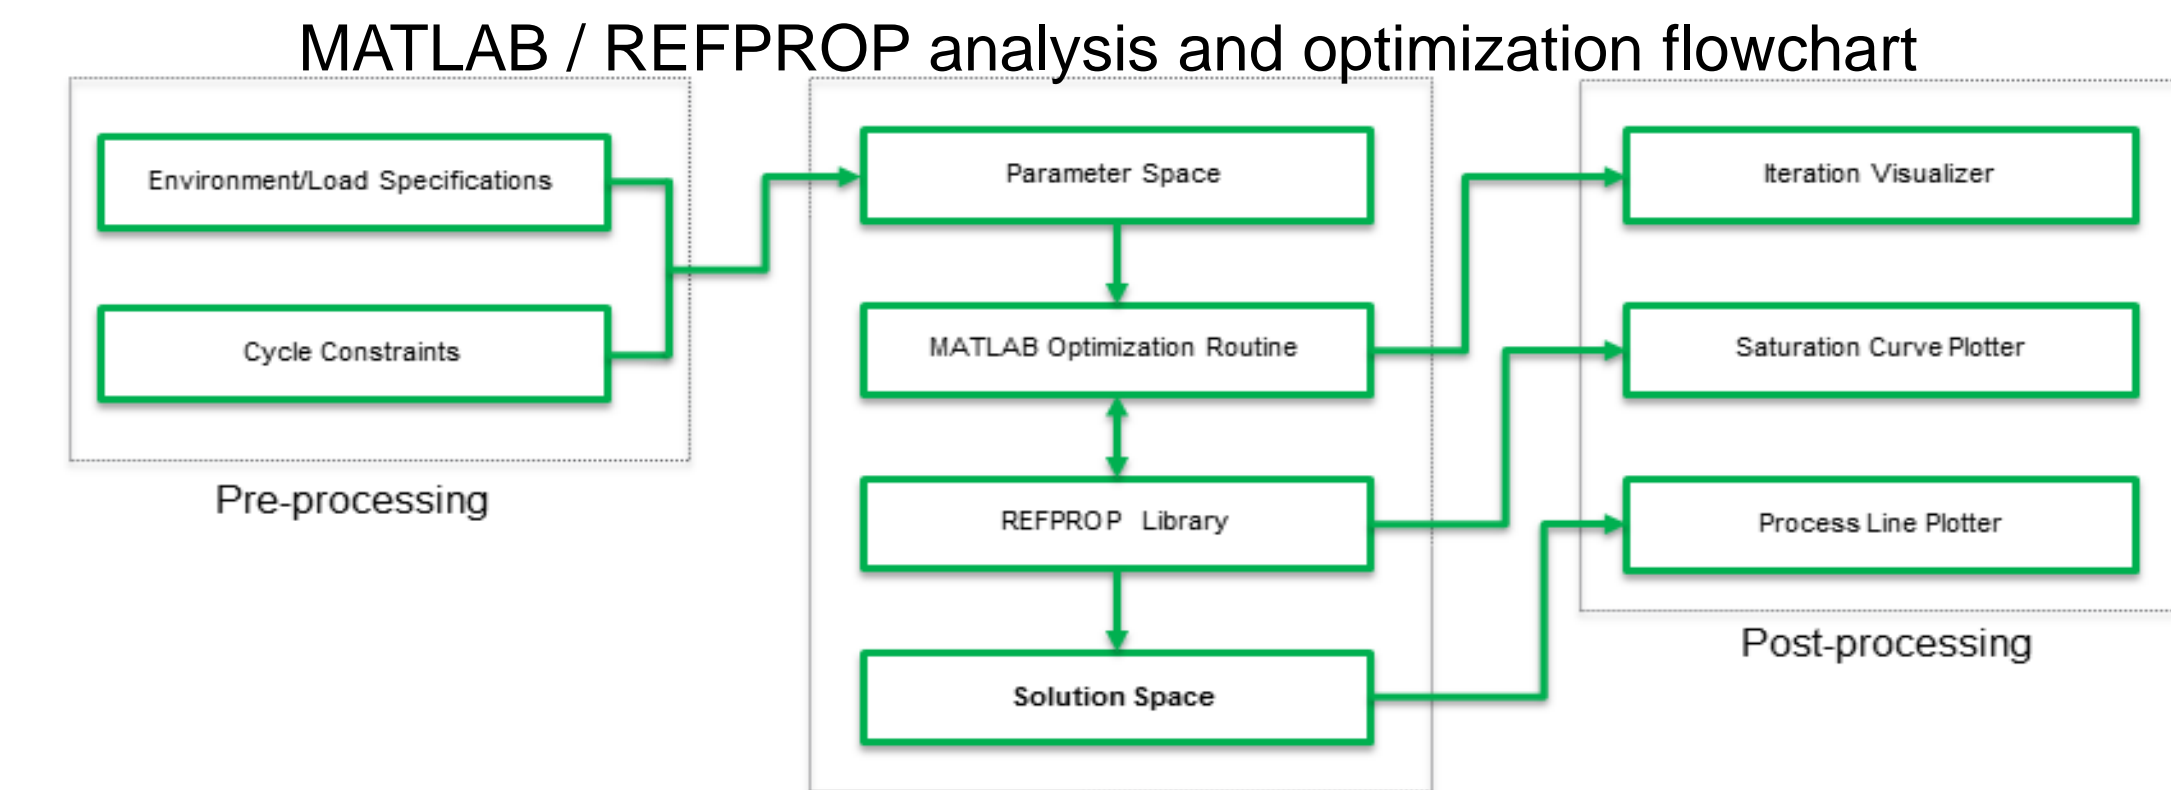 MATLAB / REFPROP analysis and optimization flowchart
Environment/Load Specifications
Cycle Constraints
Pre-processing
Parameter Space
MATLAB Optimization Routine
REFPROP Library
Solution Space
Iteration Visualizer
Saturation Curve Plotter
Process Line Plotter
Post-processing